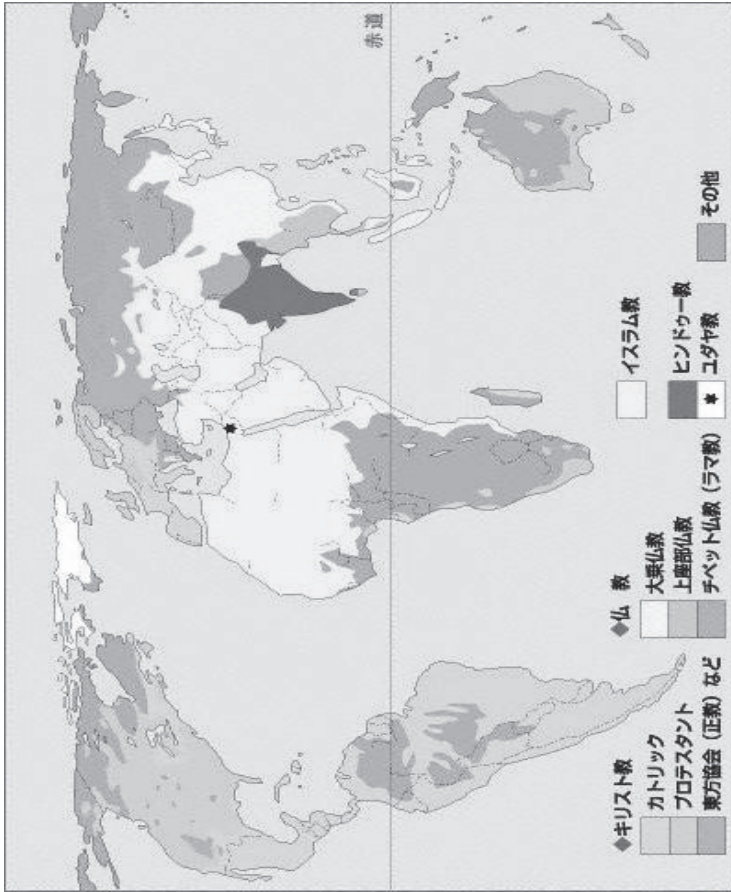 赤道
◆キリスト教
カトリック
プロテスタント
東方協会（正教）など
◆仏 教
大乗仏教
上座部仏教
チベット仏教（ラマ教）
イスラム教
ヒンドゥー教
ユダヤ教
その他